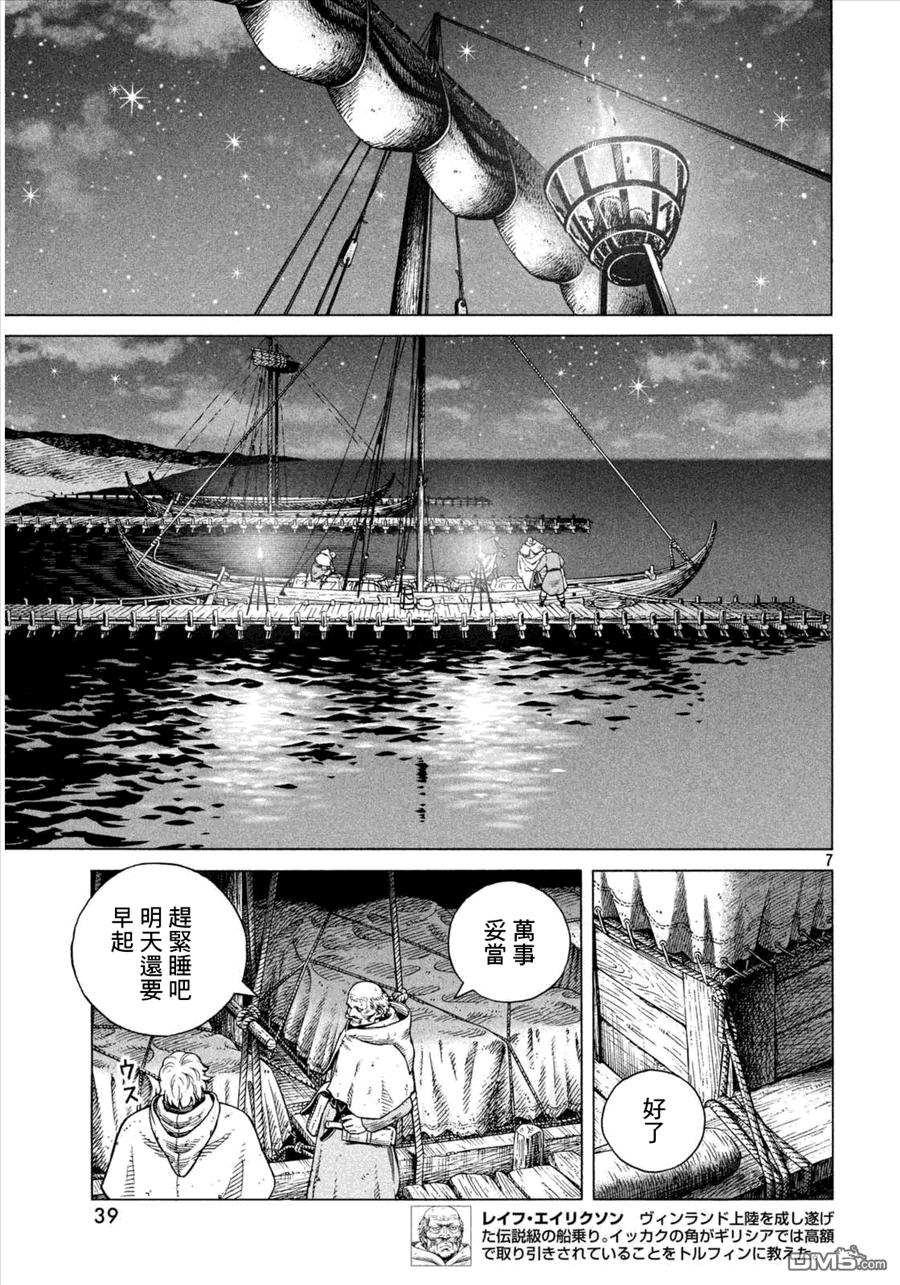 7
好
了
萬事
妥當
趕緊睡吧
明天還要
早起
ウス
39
レイフ・エイリクソン　ヴィンランド上陸を成し遂げ
た伝説級の船乗り。イッカクの角がギリシアでは高額
で取り引きされていることをトルフィンに教えた